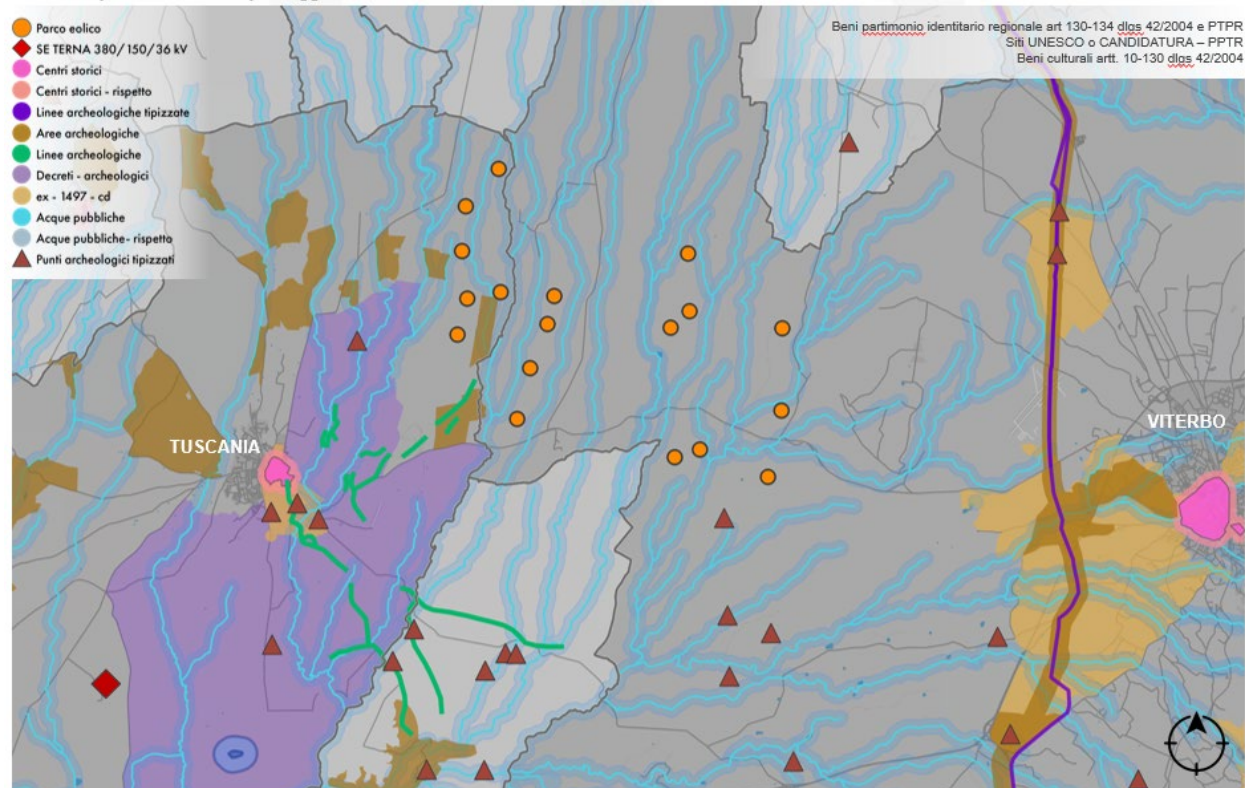 Parco eolico
SE TERNA 380/150/36 kV
Centri storici
Centri storici - rispetto
Linee archeologiche tipizzate
Aree archeologiche
Linee archeologiche
Decreti - archeologici
ex - 1497 - cd
Acque pubbliche
Acque pubbliche- rispetto
Punti archeologici tipizzati
Beni partimonio identitario regionale art 130-134 dlgs 42/2004 e PTPR
Siti UNESCO o CANDIDATURA – PPTR
Beni culturali artt. 10-130 dlgs 42/2004
TUSCANIA
VITERBO